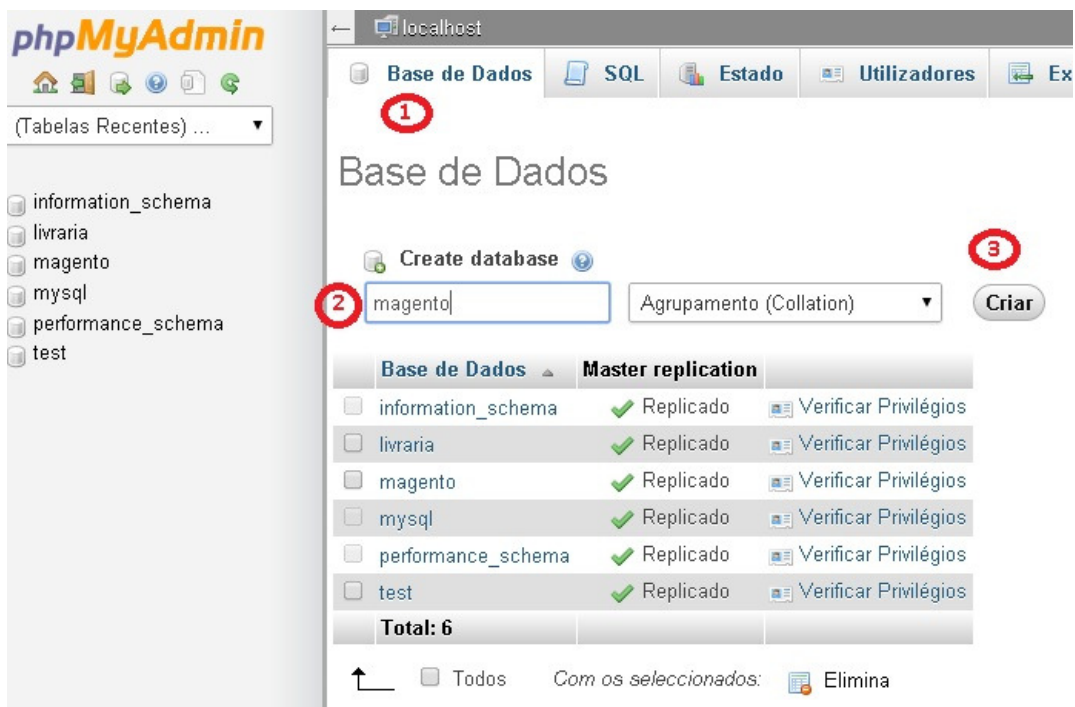 phpMyAdmin
(Tabelas Recentes) ...
information_schema
livraria
magento
mysql
performance_schema
test
localhost
Base de Dados SQL Estado Utilizadores Ex
1
Base de Dados
Create database
3
2 magento Agrupamento (Collation) Criar
Base de Dados Master replication
information_schema Replicado Verificar Privilégios
livraria Replicado Verificar Privilégios
magento Replicado Verificar Privilégios
mysql Replicado Verificar Privilégios
performance_schema Replicado Verificar Privilégios
test Replicado Verificar Privilégios
Total: 6
Todos Com os seleccionados: Elimina